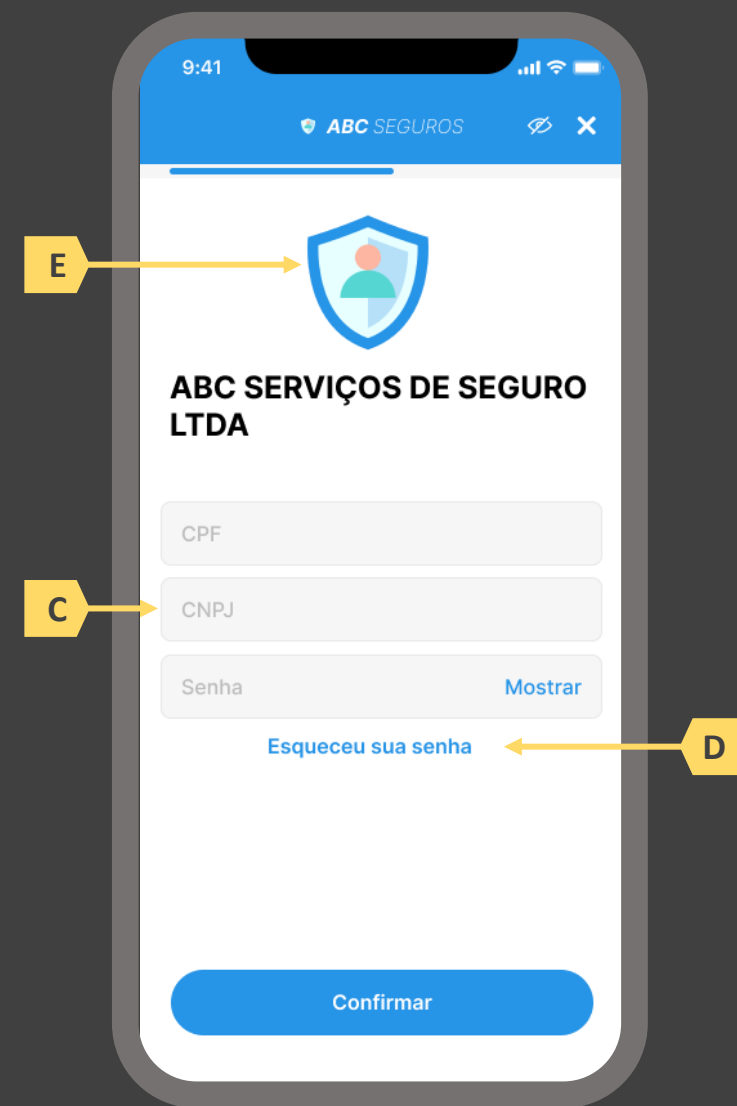 9:41
ABC SEGUROS
E
ABC SERVIÇOS DE SEGURO
LTDA
CPF
C
CNPJ
Senha
Mostrar
Esqueceu sua senha
D
Confirmar